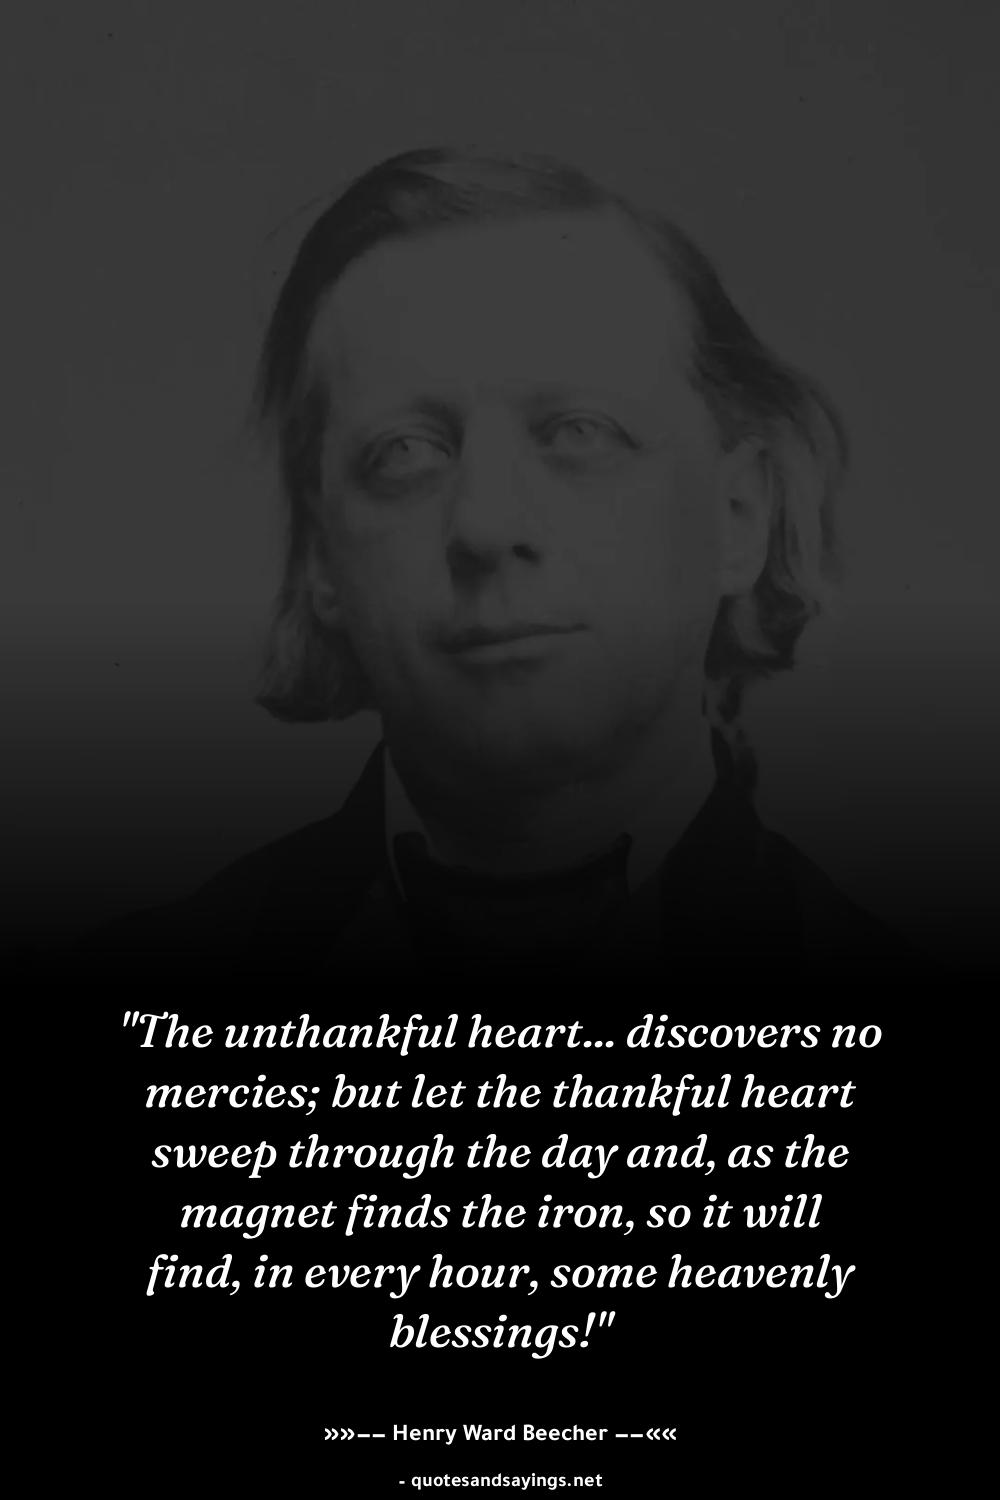 "The unthankful heart... discovers no
mercies; but let the thankful heart
sweep through the day and, as the
magnet finds the iron, so it will
find, in every hour, some heavenly
blessings!"
»»−− Henry Ward Beecher −−««
- quotesandsayings.net